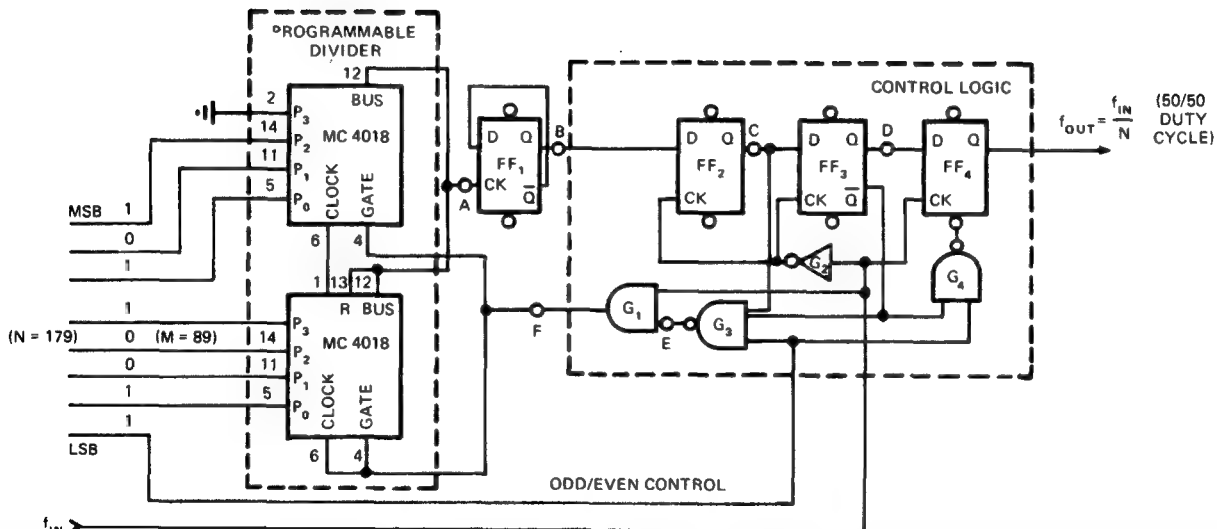 PROGRAMMABLE
DIVIDER
12
BUS
2
P3
14
P2
MC 4018
11
P1
5
P0
CLOCK
GATE
MSB 1
0
1
6
4
1 13 12
R BUS
1
P3
(N = 179) 0 (M = 89) 14
P2
MC 4018
0 11
P1
1 5
P0
CLOCK
GATE
1
LSB
6
4
ODD/EVEN CONTROL
fIN
A
D Q
FF1
CK
Q
B
CONTROL LOGIC
D Q
FF2
CK
C
D Q
FF3
CK Q
D
D Q
FF4
CK
G2
G4
G1
G3
E
F
fOUT = fIN/N (50/50
DUTY
CYCLE)